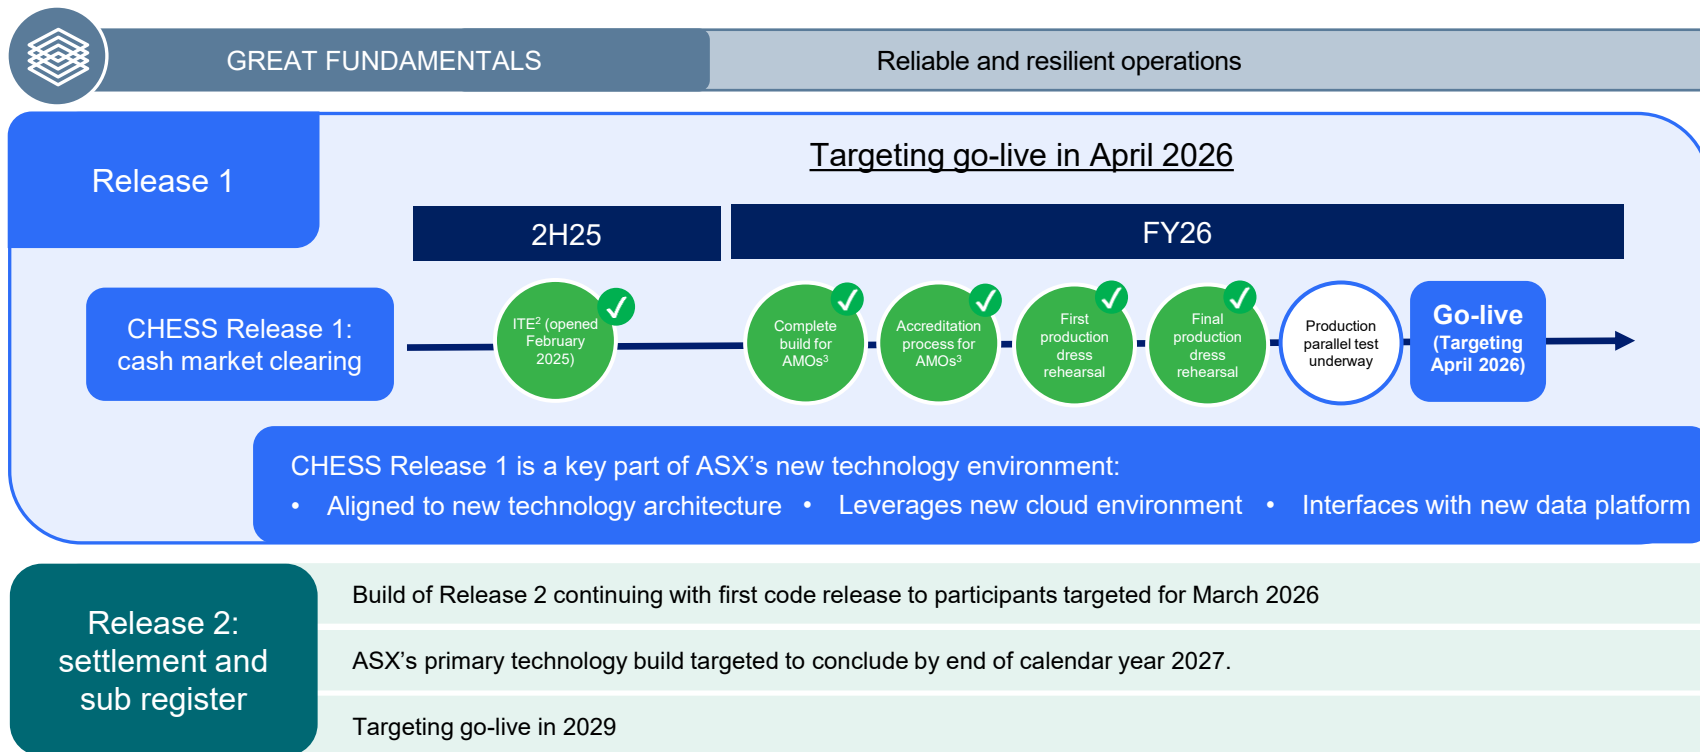 GREAT FUNDAMENTALS
Reliable and resilient operations
Release 1
Targeting go-live in April 2026
2H25
FY26
CHESS Release 1:
cash market clearing
ITE² (opened
February
2025)
Complete
build for
AMOs³
Accreditation
process for
AMOs³
First
production
dress
rehearsal
Final
production
dress
rehearsal
Production
parallel test
underway
Go-live
(Targeting
April 2026)
CHESS Release 1 is a key part of ASX’s new technology environment:
• Aligned to new technology architecture • Leverages new cloud environment • Interfaces with new data platform
Release 2:
settlement and
sub register
Build of Release 2 continuing with first code release to participants targeted for March 2026
ASX’s primary technology build targeted to conclude by end of calendar year 2027.
Targeting go-live in 2029